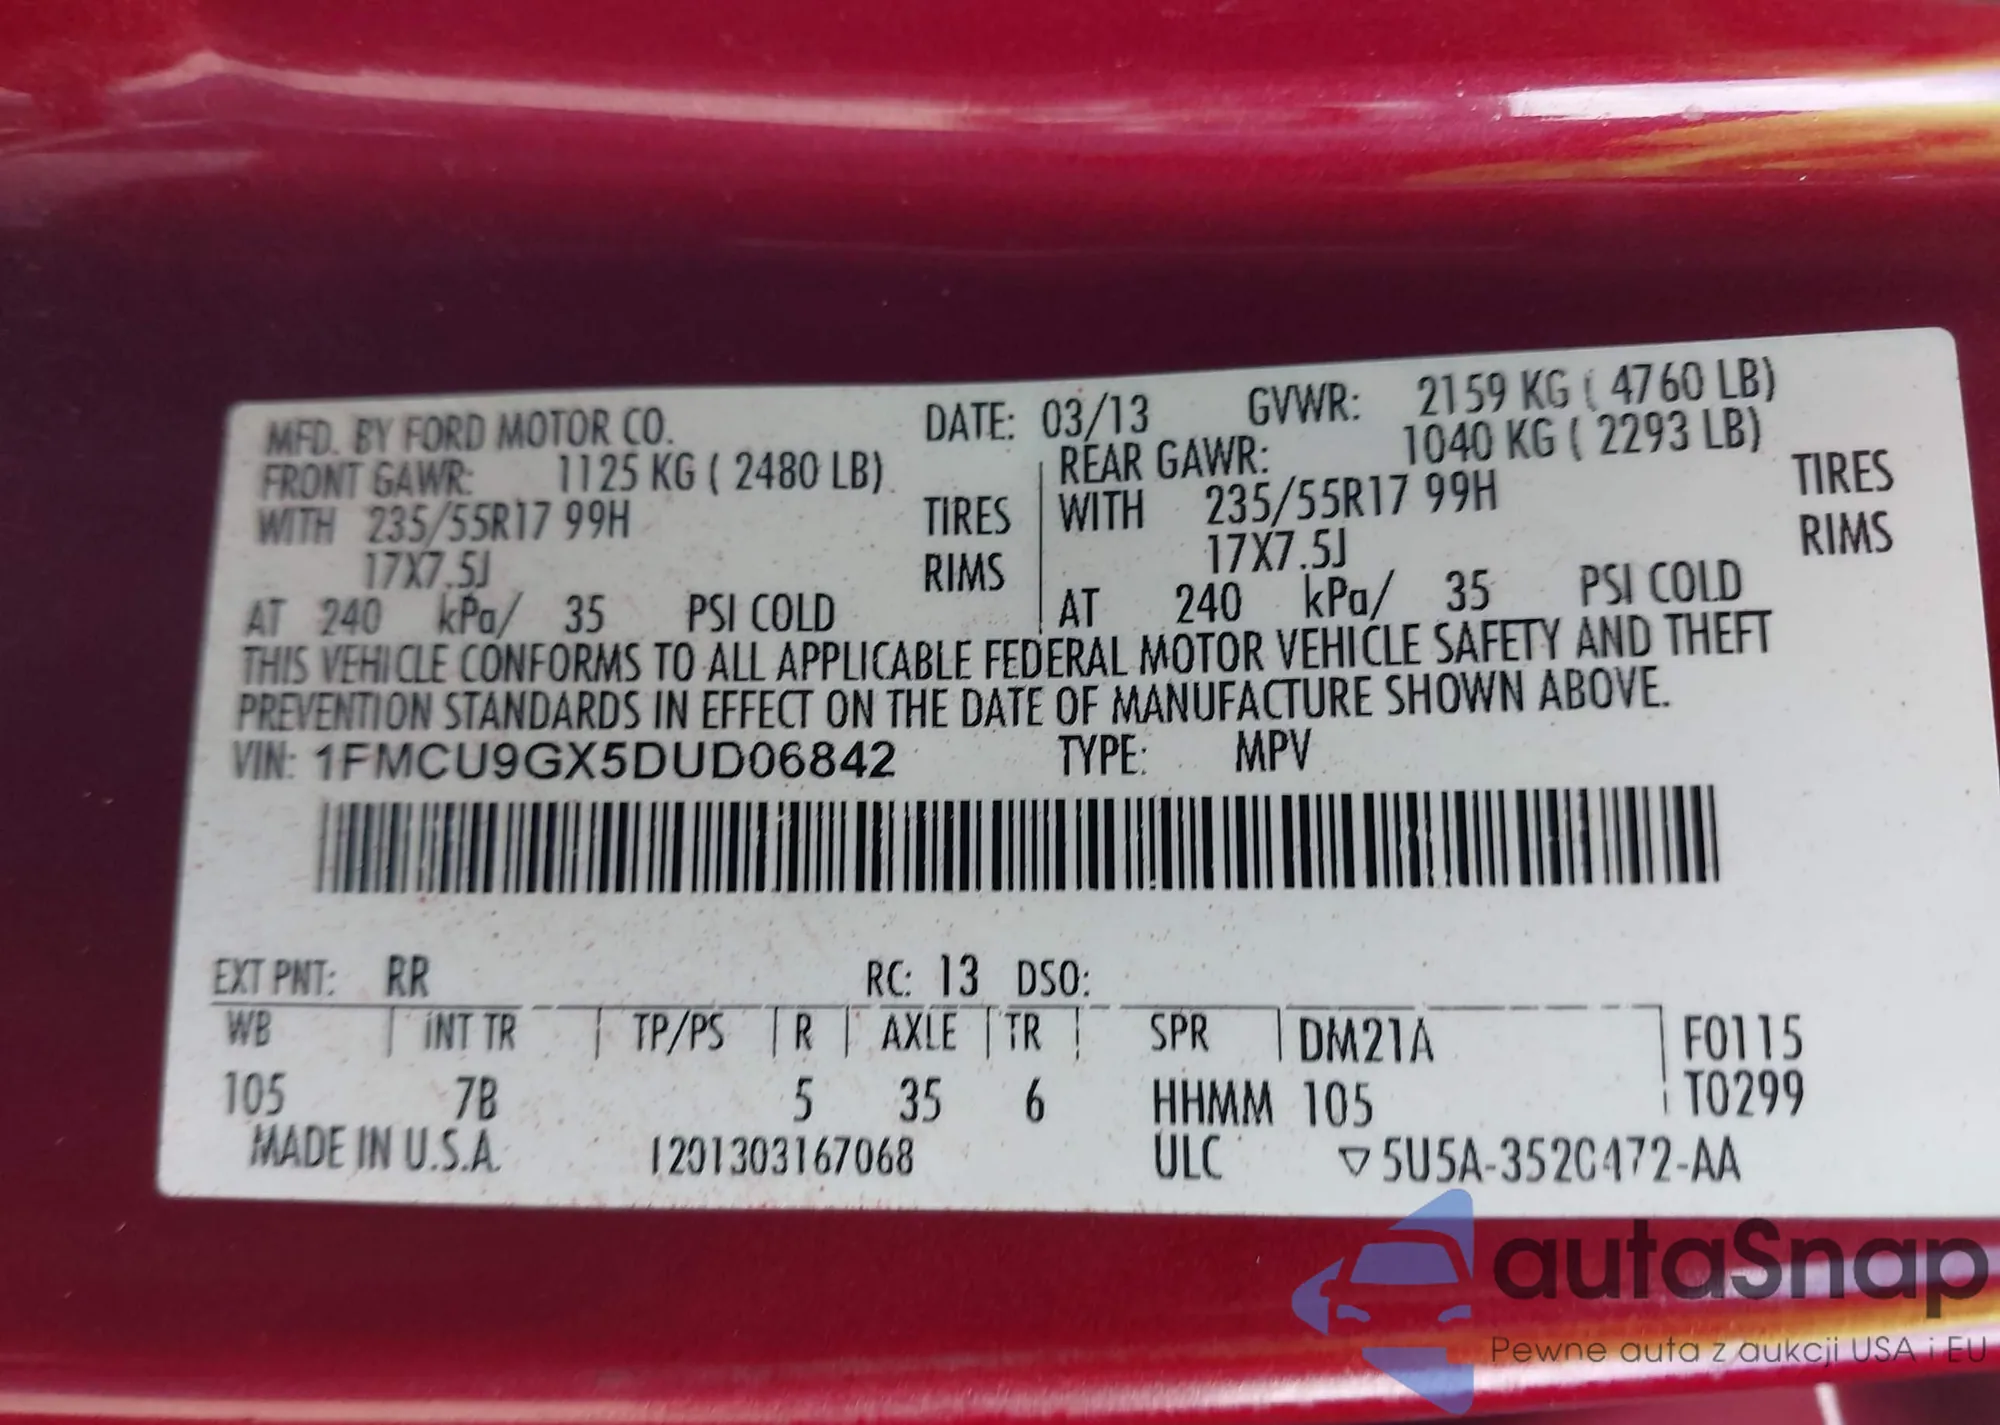 MFD. BY FORD MOTOR CO. DATE: 03/13 GVWR: 2159 KG ( 4760 LB)
FRONT GAWR: 1125 KG ( 2480 LB) REAR GAWR: 1040 KG ( 2293 LB)
WITH 235/55R17 99H TIRES WITH 235/55R17 99H TIRES
17X7.5J RIMS 17X7.5J RIMS
AT 240 kPa/ 35 PSI COLD AT 240 kPa/ 35 PSI COLD
THIS VEHICLE CONFORMS TO ALL APPLICABLE FEDERAL MOTOR VEHICLE SAFETY AND THEFT
PREVENTION STANDARDS IN EFFECT ON THE DATE OF MANUFACTURE SHOWN ABOVE.
VIN: 1FMCU9GX5DUD06842 TYPE: MPV
EXT PNT: RR RC: 13 DSO:
WB INT TR TP/PS R AXLE TR SPR DM21A F0115
105 7B 5 35 6 HHMM 105 T0299
MADE IN U.S.A. 1201303167068 ULC ▽5U5A-3520472-AA
autaSnap
Pewne auta z aukcji USA i EU